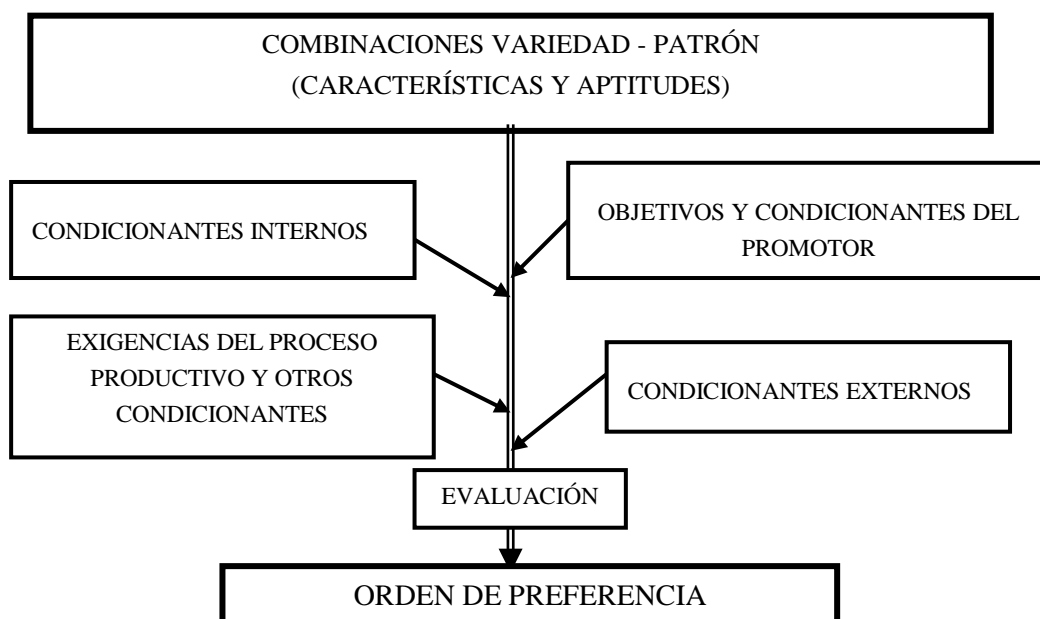 COMBINACIONES VARIEDAD - PATRÓN
(CARACTERÍSTICAS Y APTITUDES)
CONDICIONANTES INTERNOS
OBJETIVOS Y CONDICIONANTES DEL
PROMOTOR
EXIGENCIAS DEL PROCESO
PRODUCTIVO Y OTROS
CONDICIONANTES
CONDICIONANTES EXTERNOS
EVALUACIÓN
ORDEN DE PREFERENCIA